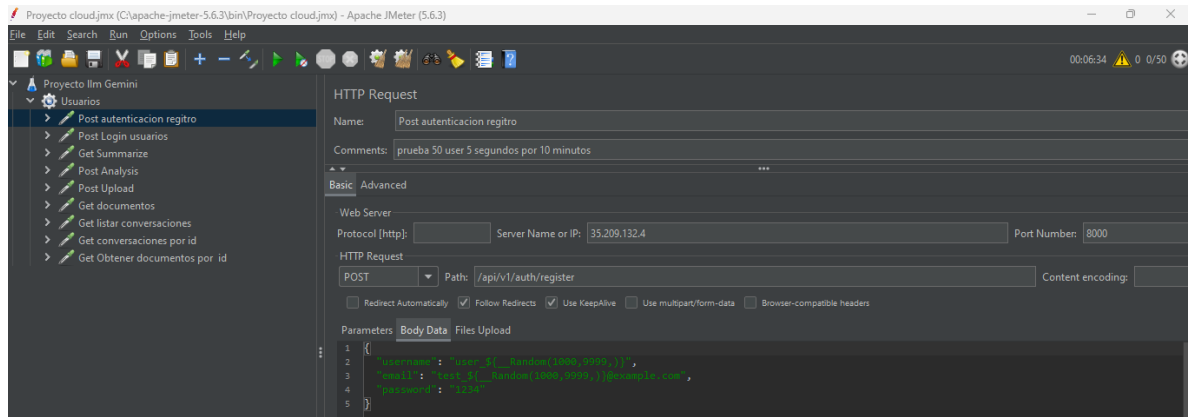 Proyecto cloud.jmx (C:\apache-jmeter-5.6.3\bin\Proyecto cloud.jmx) - Apache JMeter (5.6.3)
File Edit Search Run Options Tools Help
00:06:34 0 0/50
Proyecto llm Gemini
Usuarios
Post autenticacion regitro
Post Login usuarios
Get Summarize
Post Analysis
Post Upload
Get documentos
Get listar conversaciones
Get conversaciones por id
Get Obtener documentos por id
HTTP Request
Name: Post autenticacion regitro
Comments: prueba 50 user 5 segundos por 10 minutos
Basic Advanced
Web Server
Protocol [http]: Server Name or IP: 35.209.132.4 Port Number: 8000
HTTP Request
POST Path: /api/v1/auth/register Content encoding:
Redirect Automatically Follow Redirects Use KeepAlive Use multipart/form-data Browser-compatible headers
Parameters Body Data Files Upload
1 {
2 "username": "user_${__Random(1000,9999,)}",
3 "email": "test_${__Random(1000,9999,)}@example.com",
4 "password": "1234"
5 }